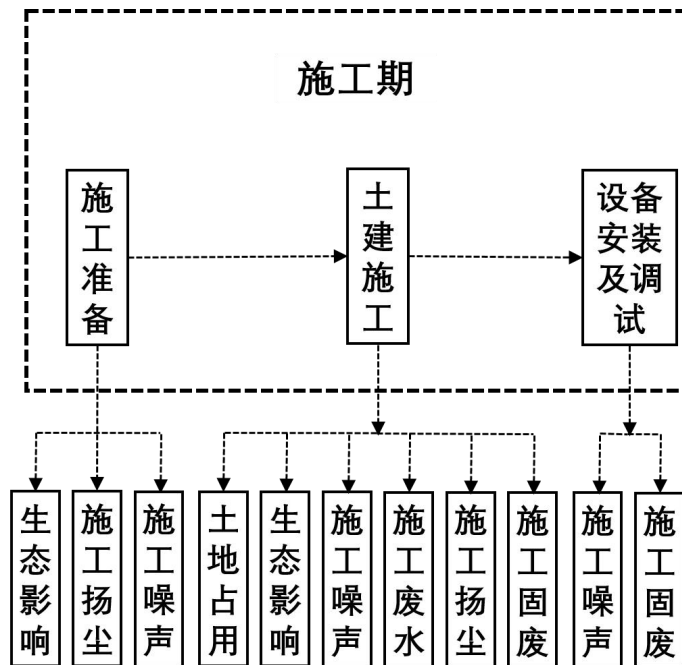 施工期
施工准备
土建施工
设备
安装
及调
试
生态影响
施工扬尘
施工噪声
土地占用
生态影响
施工噪声
施工废水
施工扬尘
施工固废
施工噪声
施工固废